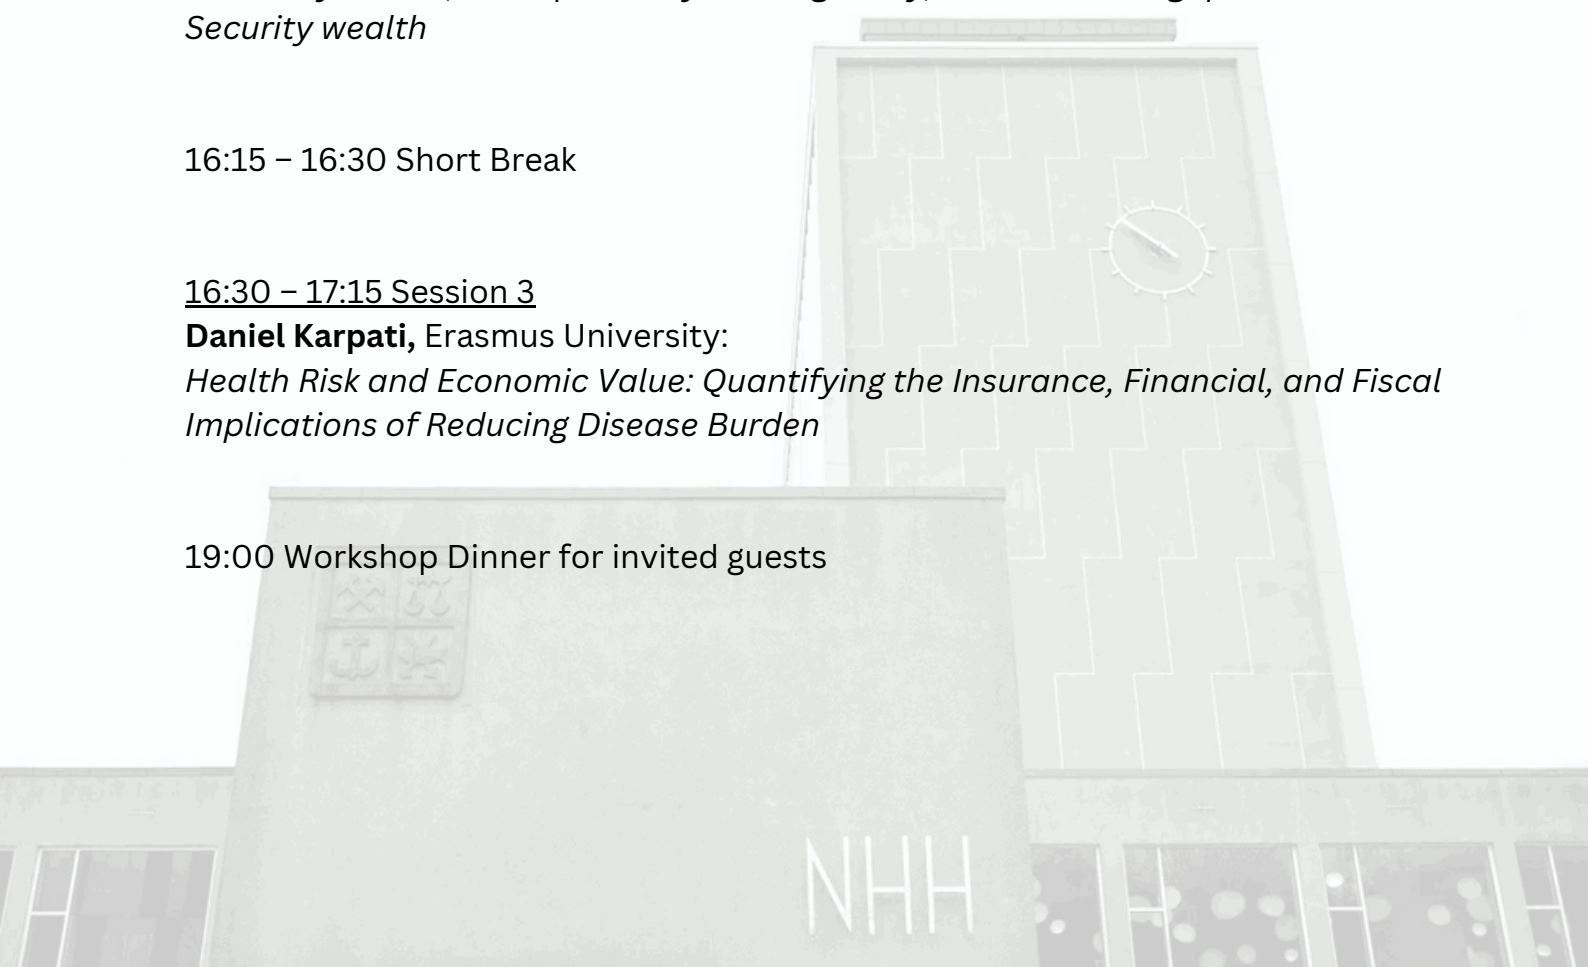 Security wealth
16:15 – 16:30 Short Break
16:30 – 17:15 Session 3
Daniel Karpati, Erasmus University:
Health Risk and Economic Value: Quantifying the Insurance, Financial, and Fiscal
Implications of Reducing Disease Burden
19:00 Workshop Dinner for invited guests
NHH